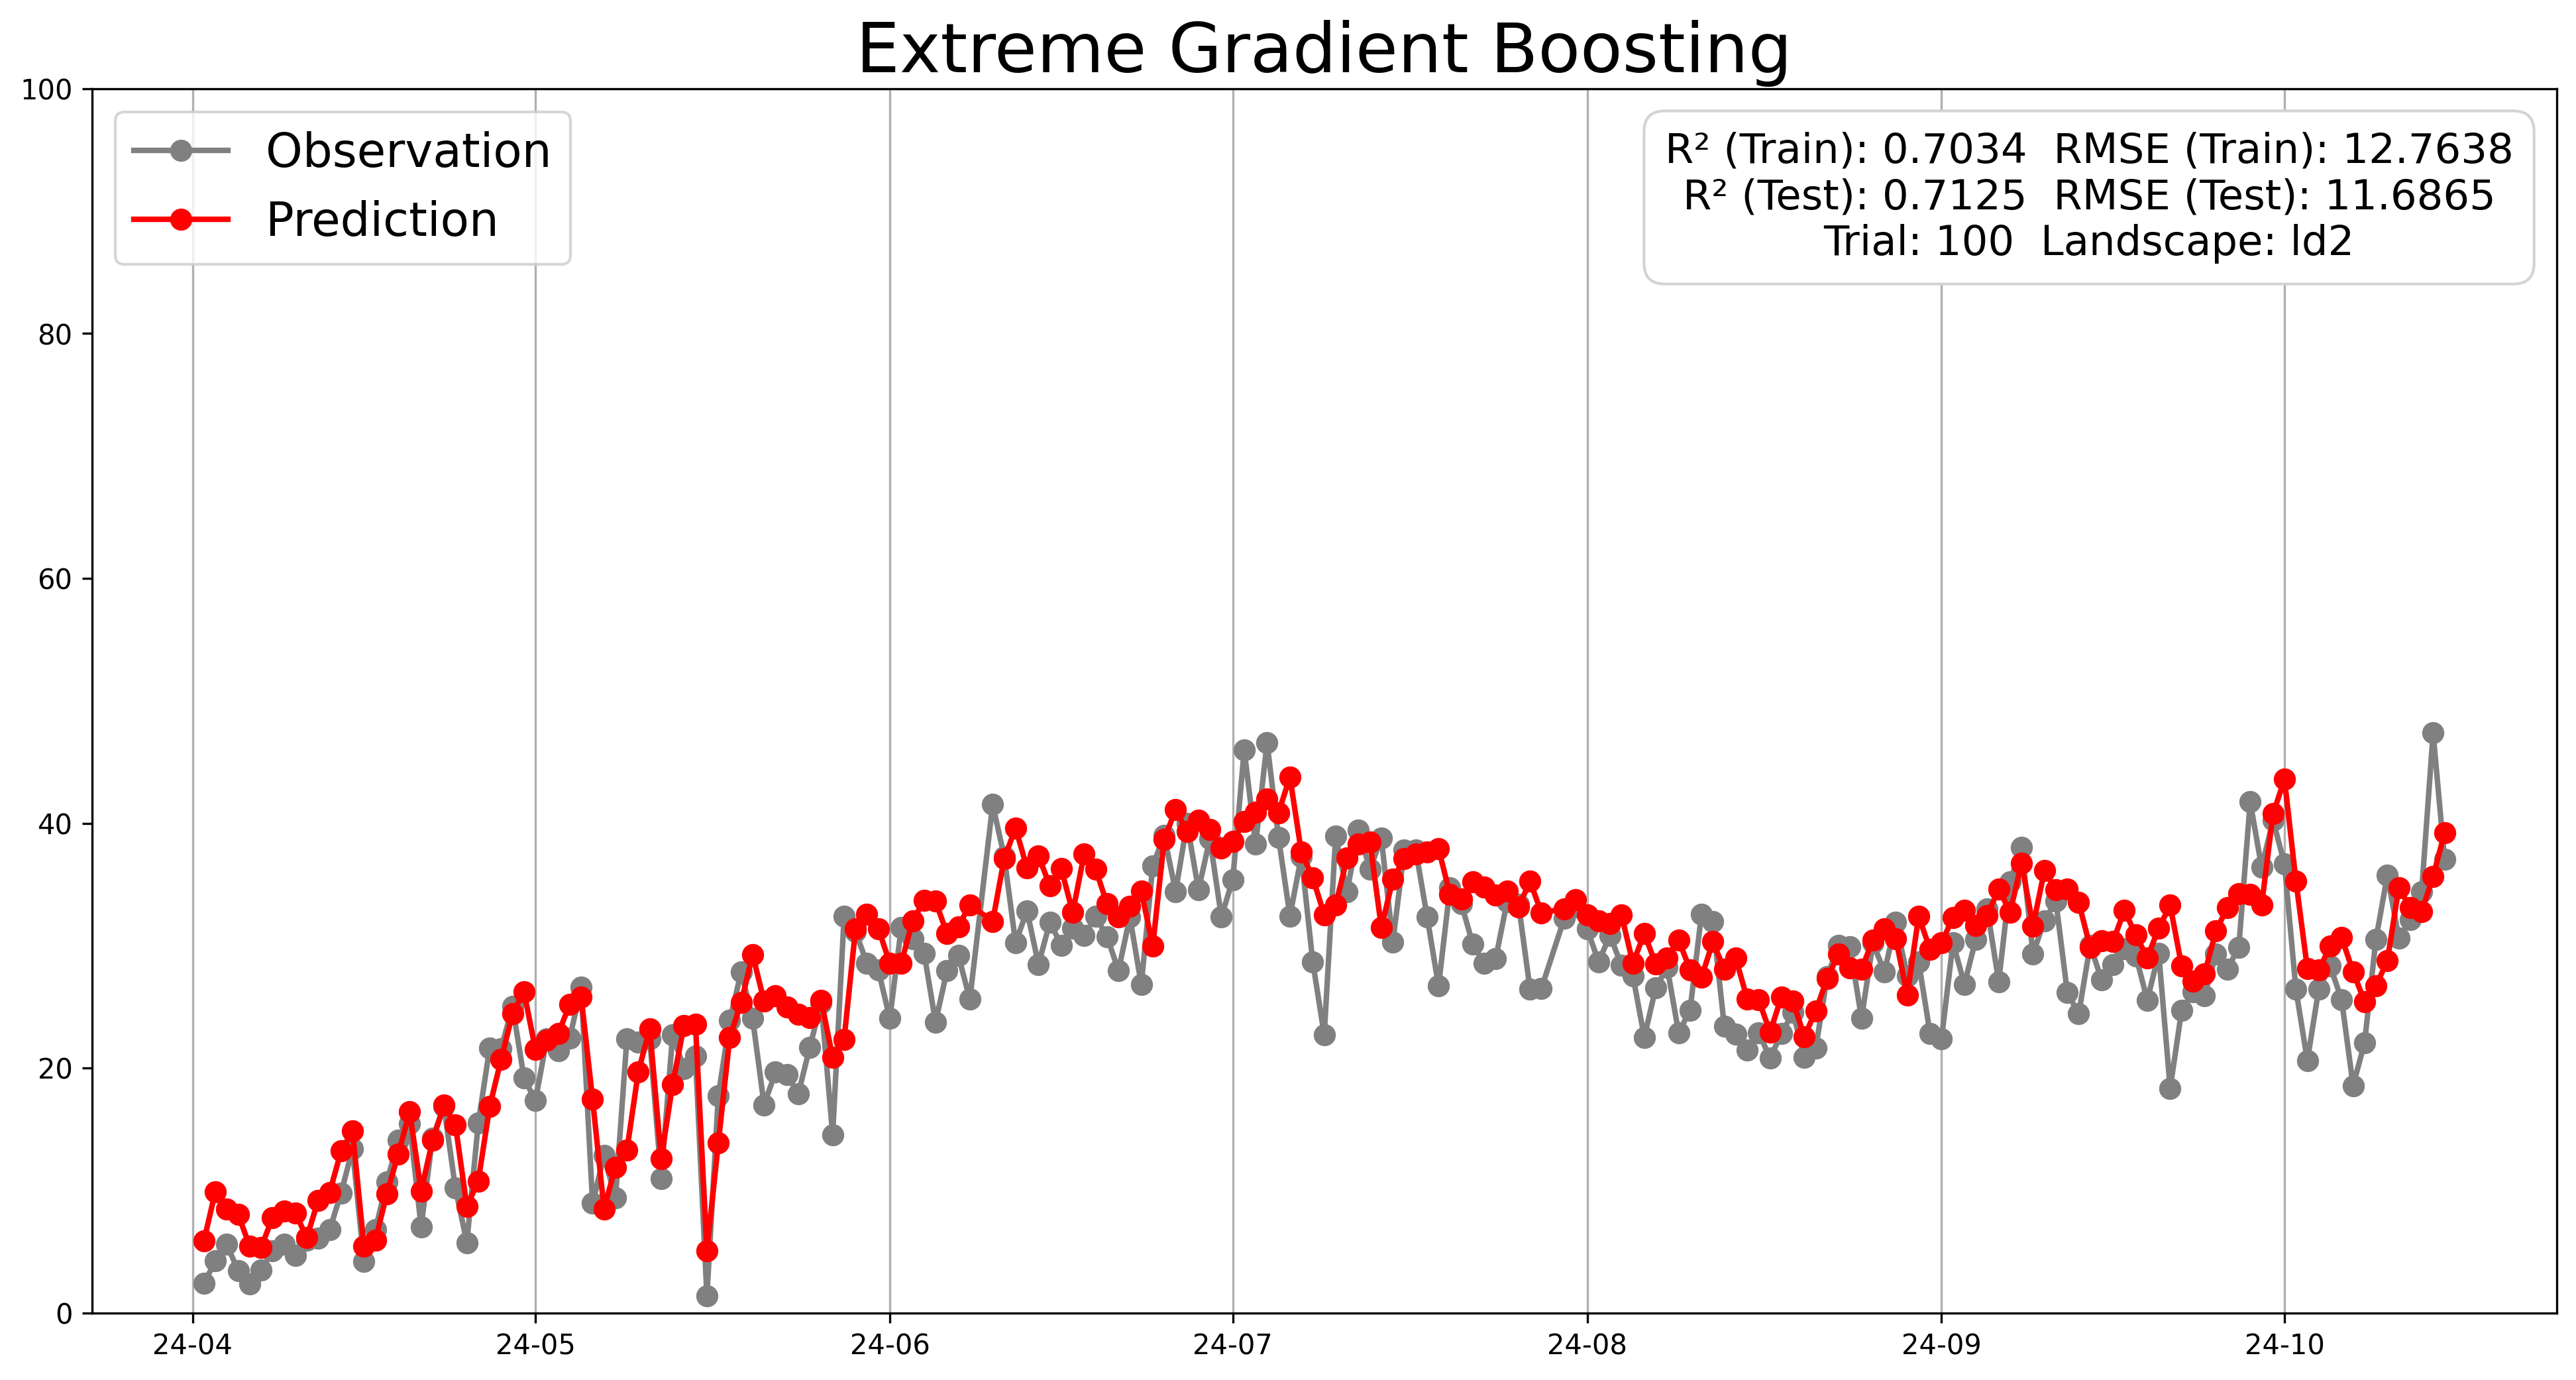 Extreme Gradient Boosting
100
80
60
40
20
0
Observation
Prediction
R² (Train): 0.7034  RMSE (Train): 12.7638
R² (Test): 0.7125  RMSE (Test): 11.6865
Trial: 100  Landscape: ld2
24-04
24-05
24-06
24-07
24-08
24-09
24-10